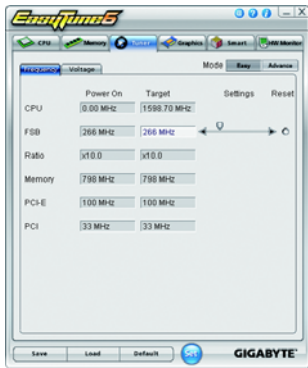 EasyTune6
CPU Memory Tuner Graphics Smart HW Monitor
Frequency Voltage Mode Easy Advance
Power On Target Settings Reset
CPU 0.00 MHz 1598.70 MHz
FSB 266 MHz 266 MHz
Ratio x10.0 x10.0
Memory 798 MHz 798 MHz
PCI-E 100 MHz 100 MHz
PCI 33 MHz 33 MHz
Save Load Default Set GIGABYTE